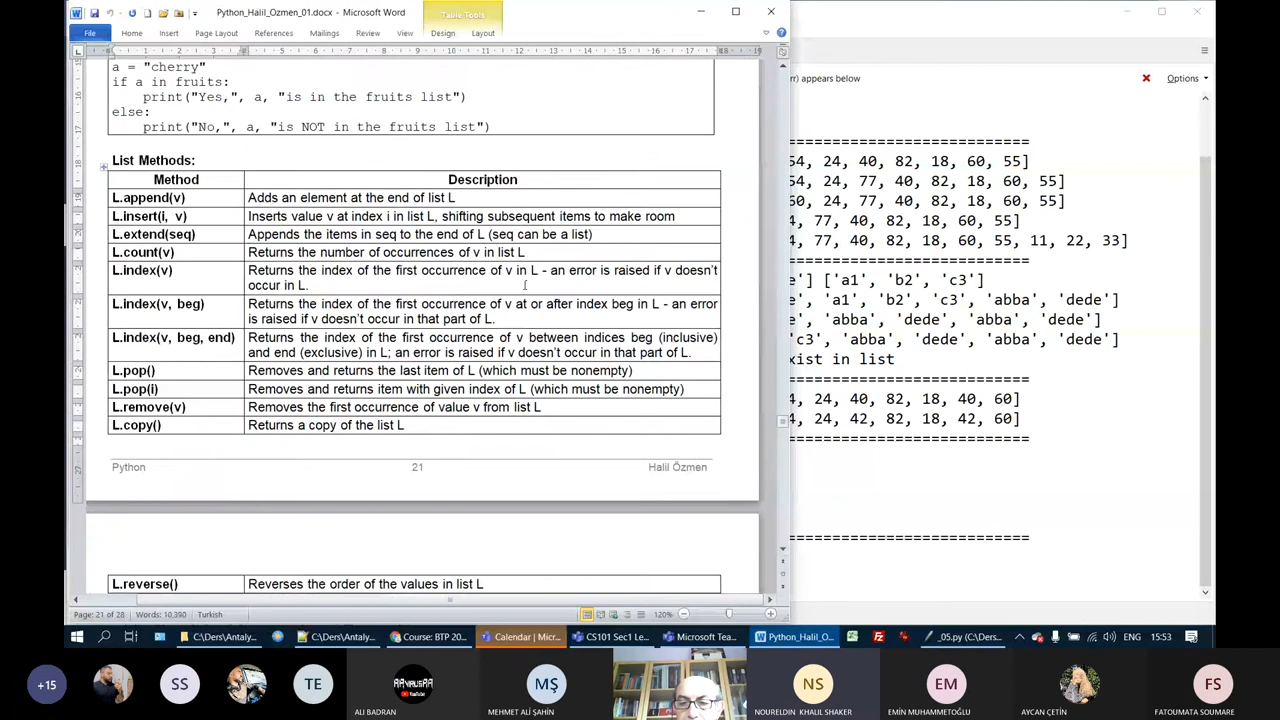 Python_Halil_Ozmen_01.docx - Microsoft Word
Table Tools
File Home Insert Page Layout References Mailings Review View Design Layout
a = "cherry"
if a in fruits:
print("Yes,", a, "is in the fruits list")
else:
print("No,", a, "is NOT in the fruits list")
List Methods:
Method Description
L.append(v) Adds an element at the end of list L
L.insert(i, v) Inserts value v at index i in list L, shifting subsequent items to make room
L.extend(seq) Appends the items in seq to the end of L (seq can be a list)
L.count(v) Returns the number of occurrences of v in list L
L.index(v) Returns the index of the first occurrence of v in L - an error is raised if v doesn't
occur in L.
L.index(v, beg) Returns the index of the first occurrence of v at or after index beg in L - an error
is raised if v doesn't occur in that part of L.
L.index(v, beg, end) Returns the index of the first occurrence of v between indices beg (inclusive)
and end (exclusive) in L; an error is raised if v doesn't occur in that part of L.
L.pop() Removes and returns the last item of L (which must be nonempty)
L.pop(i) Removes and returns item with given index of L (which must be nonempty)
L.remove(v) Removes the first occurrence of value v from list L
L.copy() Returns a copy of the list L
Python 21 Halil Özmen
L.reverse() Reverses the order of the values in list L
Page: 21 of 28 Words: 10,390 Turkish 120%
rr) appears below Options
==============================
54, 24, 40, 82, 18, 60, 55]
54, 24, 77, 40, 82, 18, 60, 55]
60, 24, 77, 40, 82, 18, 60, 55]
4, 77, 40, 82, 18, 60, 55]
4, 77, 40, 82, 18, 60, 55, 11, 22, 33]
==============================
e'] ['a1', 'b2', 'c3']
e', 'a1', 'b2', 'c3', 'abba', 'dede']
e', 'abba', 'dede', 'abba', 'dede']
'c3', 'abba', 'dede', 'abba', 'dede']
xist in list
==============================
4, 24, 40, 82, 18, 40, 60]
4, 24, 42, 82, 18, 42, 60]
==============================
==============================
C:\Ders\Antaly... C:\Ders\Antaly... Course: BTP 20... Calendar | Micr... CS101 Sec1 Le... Microsoft Tea... Python_Halil_O... _05.py (C:\Ders... ENG 15:53
+15 SS TE MŞ NS EM FS
ALI BADRAN MEHMET ALİ ŞAHİN NOURELDIN KHALIL SHAKER EMİN MUHAMMETOĞLU AYCAN ÇETİN FATOUMATA SOUMARE